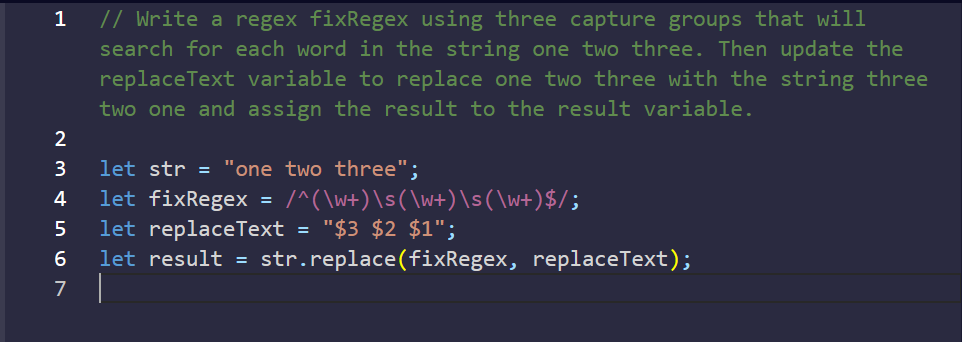 1 // Write a regex fixRegex using three capture groups that will
search for each word in the string one two three. Then update the
replaceText variable to replace one two three with the string three
two one and assign the result to the result variable.
2
3 let str = "one two three";
4 let fixRegex = /^(\w+)\s(\w+)\s(\w+)$/;
5 let replaceText = "$3 $2 $1";
6 let result = str.replace(fixRegex, replaceText);
7